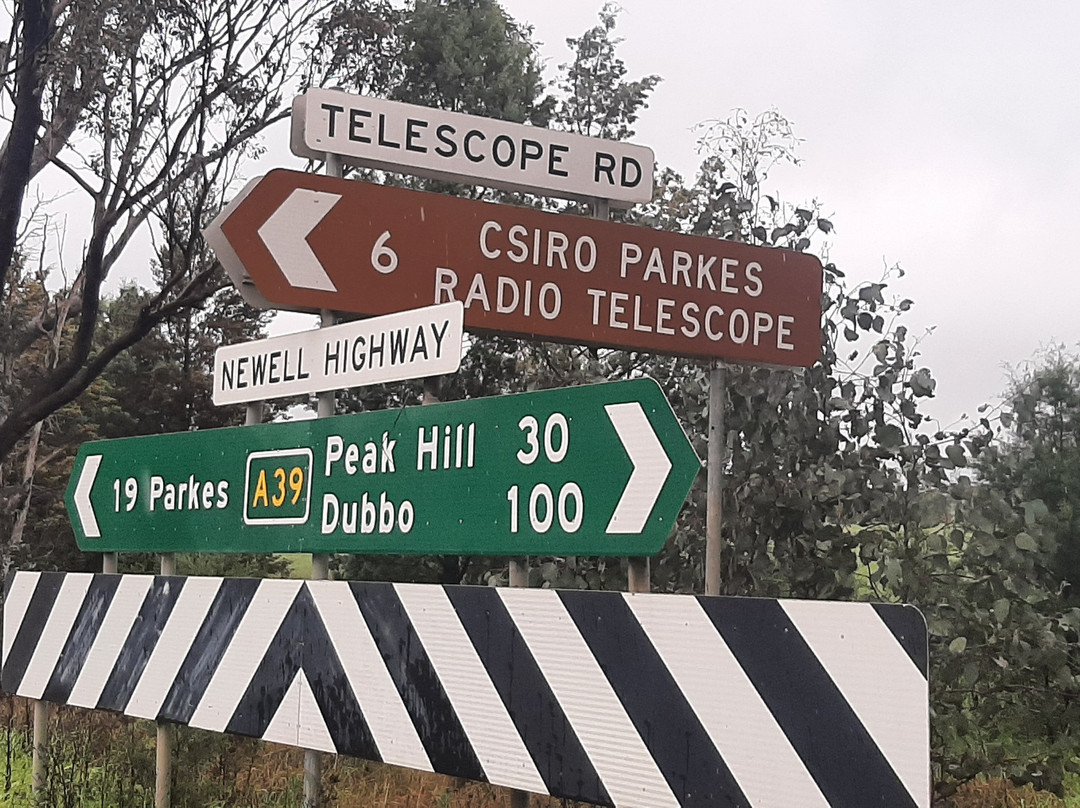 TELESCOPE RD
6 CSIRO PARKES
RADIO TELESCOPE
NEWELL HIGHWAY
19 Parkes A39 Peak Hill 30
Dubbo 100